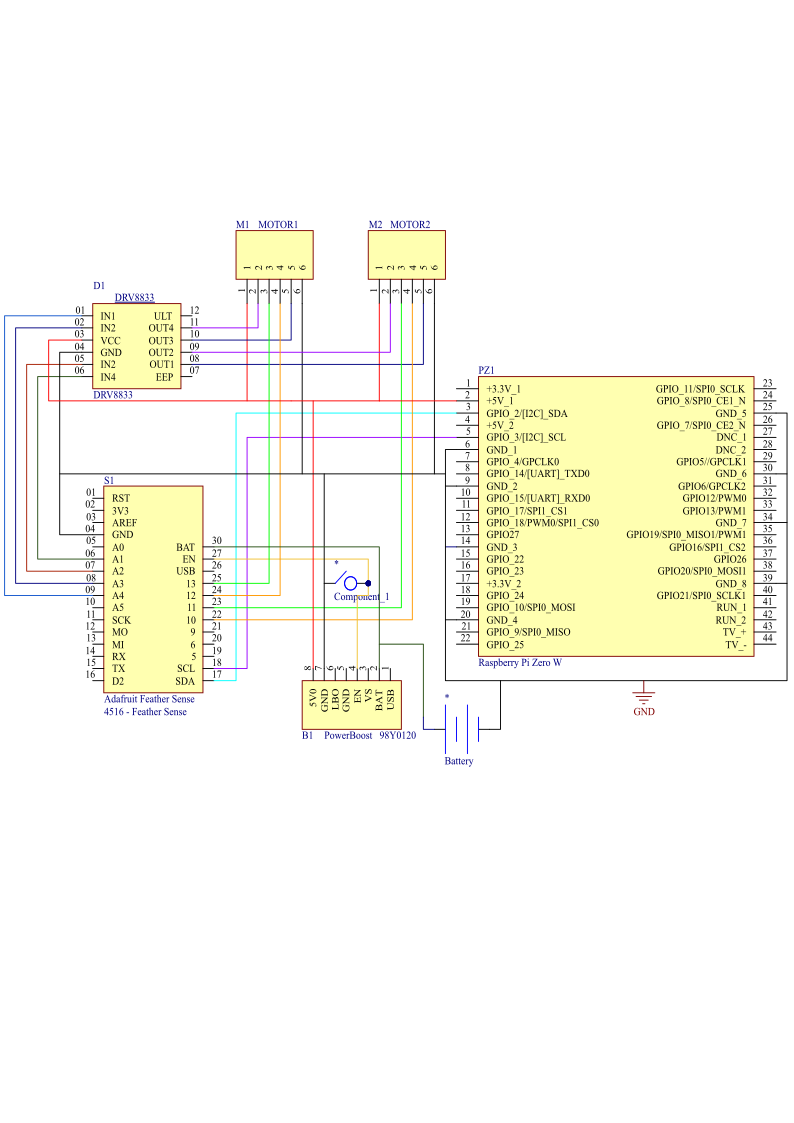 M1 MOTOR1
1 2 3 4 5 6
1 2 3 4 5 6
M2 MOTOR2
1 2 3 4 5 6
1 2 3 4 5 6
D1
DRV8833
01 IN1 ULT 12
02 IN2 OUT4 11
03 VCC OUT3 10
04 GND OUT2 09
05 IN2 OUT1 08
06 IN4 EEP 07
DRV8833
PZ1
1 +3.3V_1 GPIO_11/SPI0_SCLK 23
2 +5V_1 GPIO_8/SPI0_CE1_N 24
3 GPIO_2/[I2C]_SDA GND_5 25
4 +5V_2 GPIO_7/SPI0_CE2_N 26
5 GPIO_3/[I2C]_SCL DNC_1 27
6 GND_1 DNC_2 28
7 GPIO_4/GPCLK0 GPIO5//GPCLK1 29
8 GPIO_14/[UART]_TXD0 GND_6 30
9 GND_2 GPIO6/GPCLK2 31
10 GPIO_15/[UART]_RXD0 GPIO12/PWM0 32
11 GPIO_17/SPI1_CS1 GPIO13/PWM1 33
12 GPIO_18/PWM0/SPI1_CS0 GND_7 34
13 GPIO27 GPIO19/SPI0_MISO1/PWM1 35
14 GND_3 GPIO16/SPI1_CS2 36
15 GPIO_22 GPIO26 37
16 GPIO_23 GPIO20/SPI0_MOSI1 38
17 +3.3V_2 GND_8 39
18 GPIO_24 GPIO21/SPI0_SCLK1 40
19 GPIO_10/SPI0_MOSI RUN_1 41
20 GND_4 RUN_2 42
21 GPIO_9/SPI0_MISO TV_+ 43
22 GPIO_25 TV_- 44
Raspberry Pi Zero W
S1
01 RST
02 3V3
03 AREF
04 GND
05 A0 BAT 30
06 A1 EN 27
07 A2 USB 26
08 A3 13 25
09 A4 12 24
10 A5 11 23
11 SCK 10 22
12 MO 9 21
13 MI 6 20
14 RX 5 19
15 TX SCL 18
16 D2 SDA 17
Adafruit Feather Sense
4516 - Feather Sense
*
Component_1
8 7 6 5 4 3 2 1
5V0 GND LBO GND EN VS BAT USB
B1 PowerBoost 98Y0120
*
Battery
GND